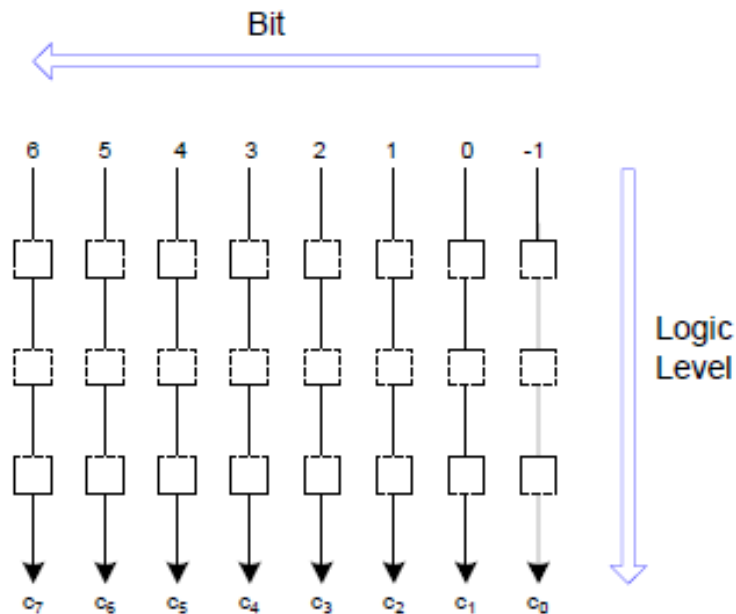 Bit
6 5 4 3 2 1 0 -1
Logic
Level
c₇ c₆ c₅ c₄ c₃ c₂ c₁ c₀